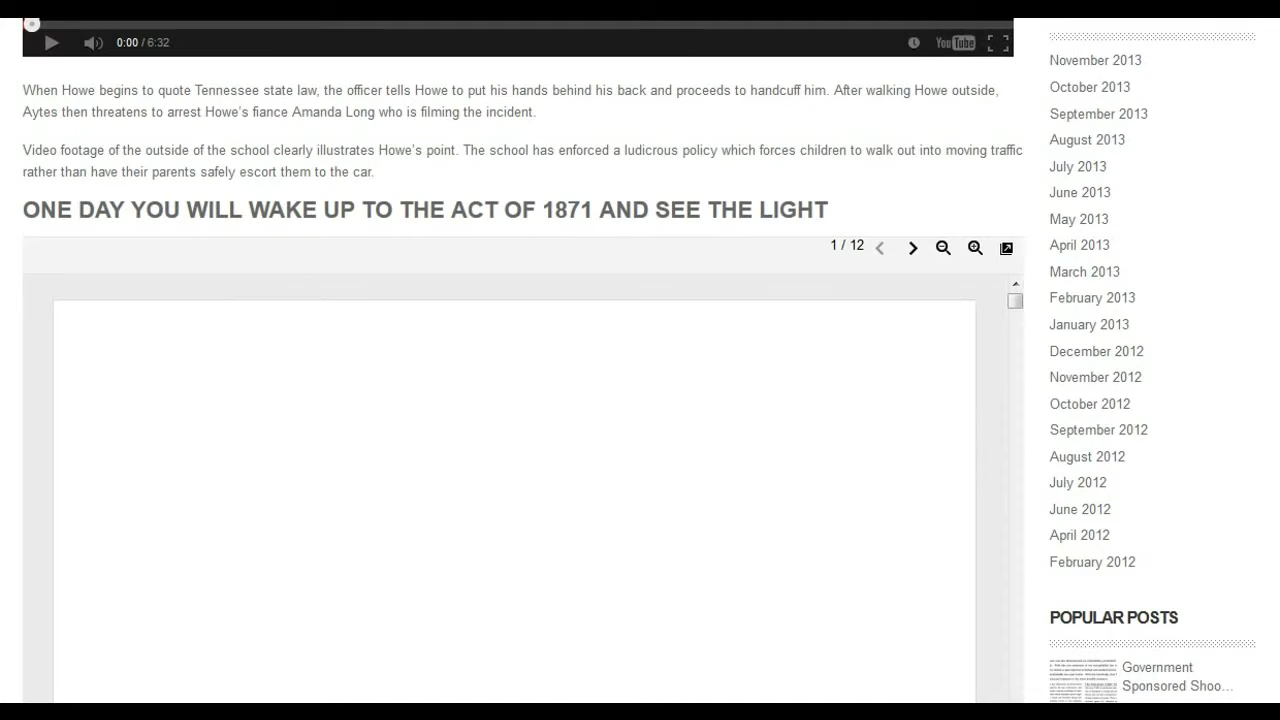 0:00 / 6:32
YouTube
When Howe begins to quote Tennessee state law, the officer tells Howe to put his hands behind his back and proceeds to handcuff him. After walking Howe outside,
Aytes then threatens to arrest Howe's fiance Amanda Long who is filming the incident.
Video footage of the outside of the school clearly illustrate Howe's point. The school has enforced a ludicrous policy which forces children to walk out into moving traffic
rather than have their parents safely escort them to the car.
ONE DAY YOU WILL WAKE UP TO THE ACT OF 1871 AND SEE THE LIGHT
1 / 12
November 2013
October 2013
September 2013
August 2013
July 2013
June 2013
May 2013
April 2013
March 2013
February 2013
January 2013
December 2012
November 2012
October 2012
September 2012
August 2012
July 2012
June 2012
April 2012
February 2012
POPULAR POSTS
Government
Sponsored Shoo...